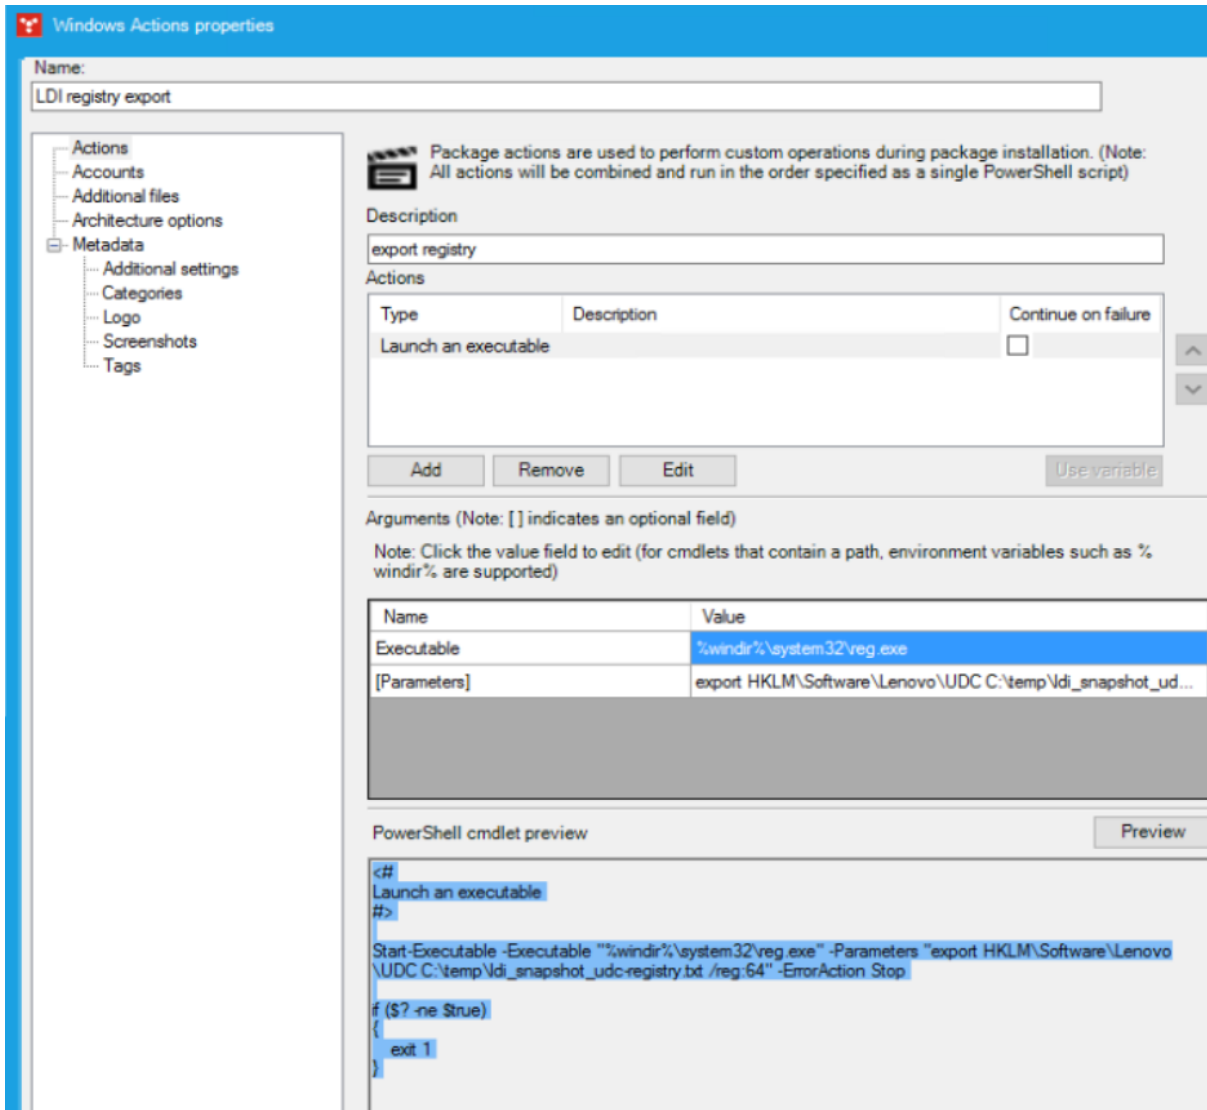 Windows Actions properties
Name:
LDI registry export
Actions
Accounts
Additional files
Architecture options
Metadata
Additional settings
Categories
Logo
Screenshots
Tags
Package actions are used to perform custom operations during package installation. (Note:
All actions will be combined and run in the order specified as a single PowerShell script)
Description
export registry
Actions
Type Description Continue on failure
Launch an executable
Add Remove Edit Use variable
Arguments (Note: [ ] indicates an optional field)
Note: Click the value field to edit (for cmdlets that contain a path, environment variables such as %
windir% are supported)
Name Value
Executable %windir%\system32\reg.exe
[Parameters] export HKLM\Software\Lenovo\UDC C:\temp\ldi_snapshot_ud...
PowerShell cmdlet preview Preview
<#
Launch an executable
#>
Start-Executable -Executable "%windir%\system32\reg.exe" -Parameters "export HKLM\Software\Lenovo
\UDC C:\temp\ldi_snapshot_udc-registry.txt /reg:64" -ErrorAction Stop
if ($? -ne $true)
{
exit 1
}